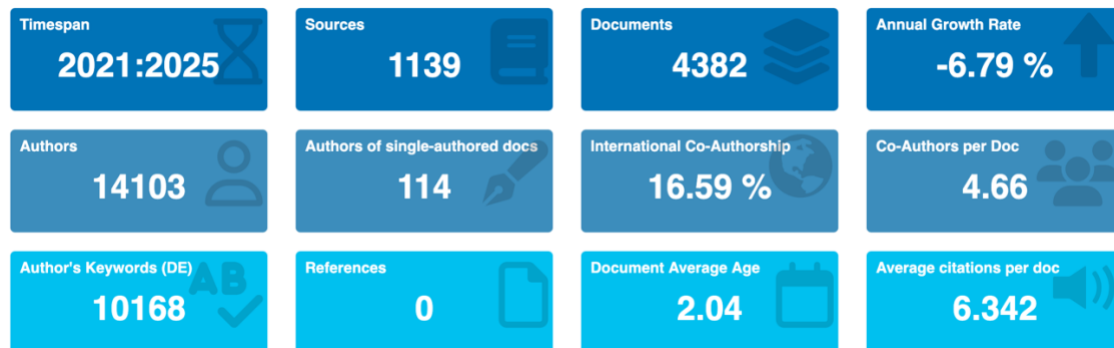 Timespan
2021:2025
Sources
1139
Documents
4382
Annual Growth Rate
-6.79 %
Authors
14103
Authors of single-authored docs
114
International Co-Authorship
16.59 %
Co-Authors per Doc
4.66
Author's Keywords (DE)
AB
10168
References
0
Document Average Age
2.04
Average citations per doc
6.342